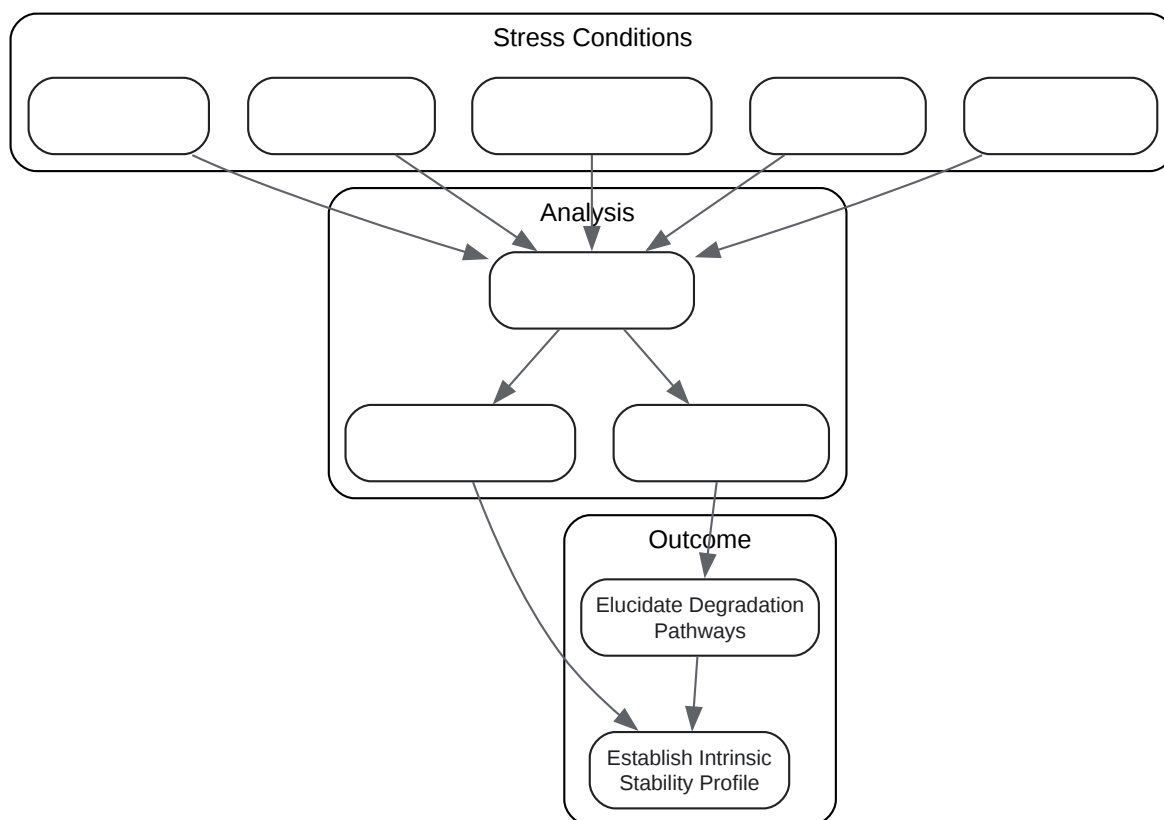 Stress Conditions
Analysis
Outcome
Elucidate Degradation
Pathways
Establish Intrinsic
Stability Profile